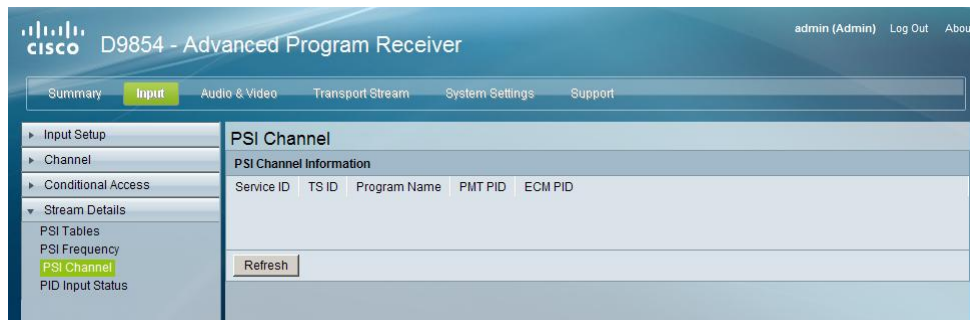 cisco D9854 - Advanced Program Receiver
admin (Admin) Log Out Abou
Summary Input Audio & Video Transport Stream System Settings Support
Input Setup
Channel
Conditional Access
Stream Details
PSI Tables
PSI Frequency
PSI Channel
PID Input Status
PSI Channel
PSI Channel Information
Service ID TS ID Program Name PMT PID ECM PID
Refresh